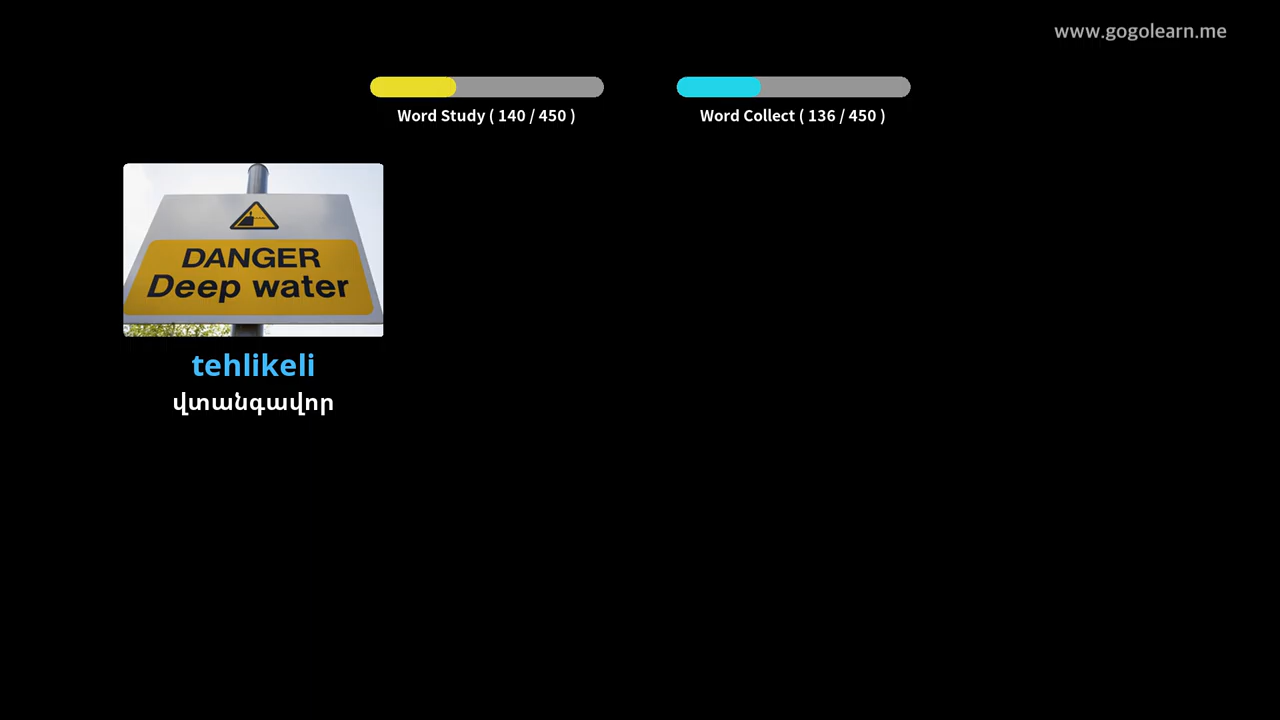 www.gogolearn.me
Word Study ( 140 / 450 )
Word Collect ( 136 / 450 )
DANGER
Deep water
tehlikeli
վտանգավոր